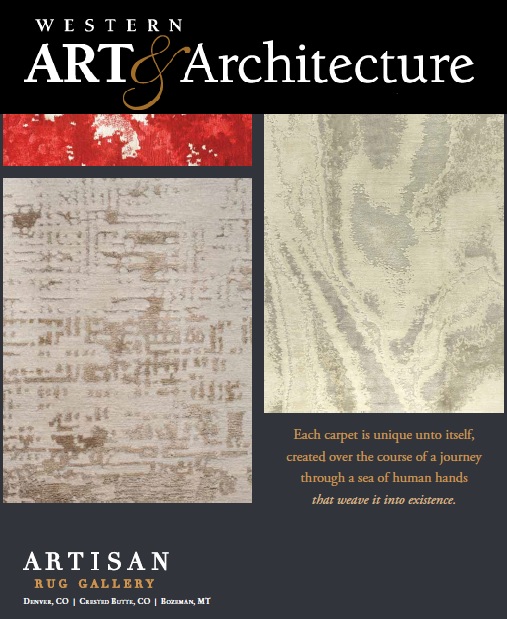 WESTERN
ART & Architecture
Each carpet is unique unto itself,
created over the course of a journey
through a sea of human hands
that weave it into existence.
ARTISAN
RUG GALLERY
Denver, CO | Crested Butte, CO | Bozeman, MT